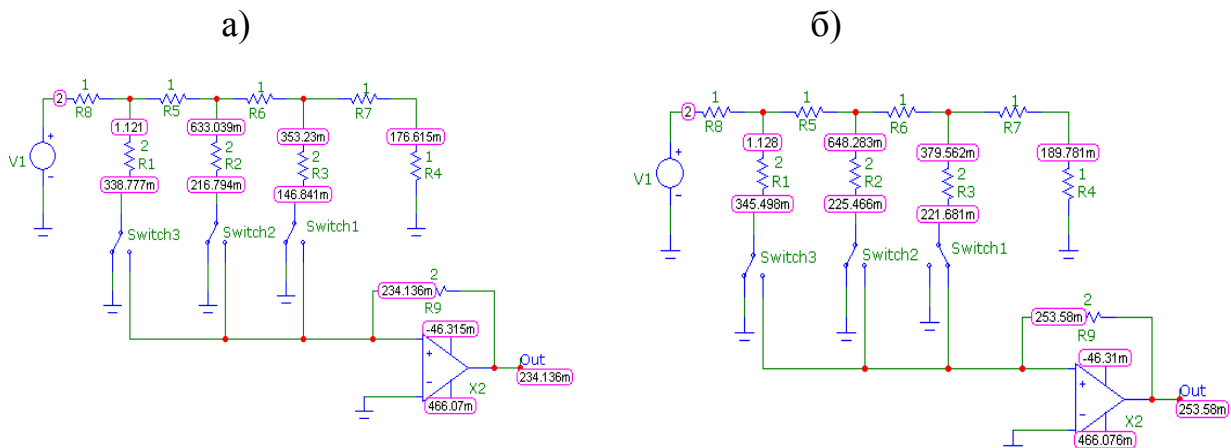 а)
б)
1 1 1 1
2 R8 R5 R6 R7
1.121 633.039m 353.23m 176.615m
2 2 2 1
V1 R1 R2 R3 R4
338.777m 216.794m 146.841m
Switch3 Switch2 Switch1
2
234.136m
R9
-46.315m
Out
234.136m
X2
466.07m
1 1 1 1
2 R8 R5 R6 R7
1.128 648.283m 379.562m 189.781m
2 2 2 1
V1 R1 R2 R3 R4
345.498m 225.466m 221.681m
Switch3 Switch2 Switch1
2
253.58m
R9
-46.31m
Out
253.58m
X2
466.076m